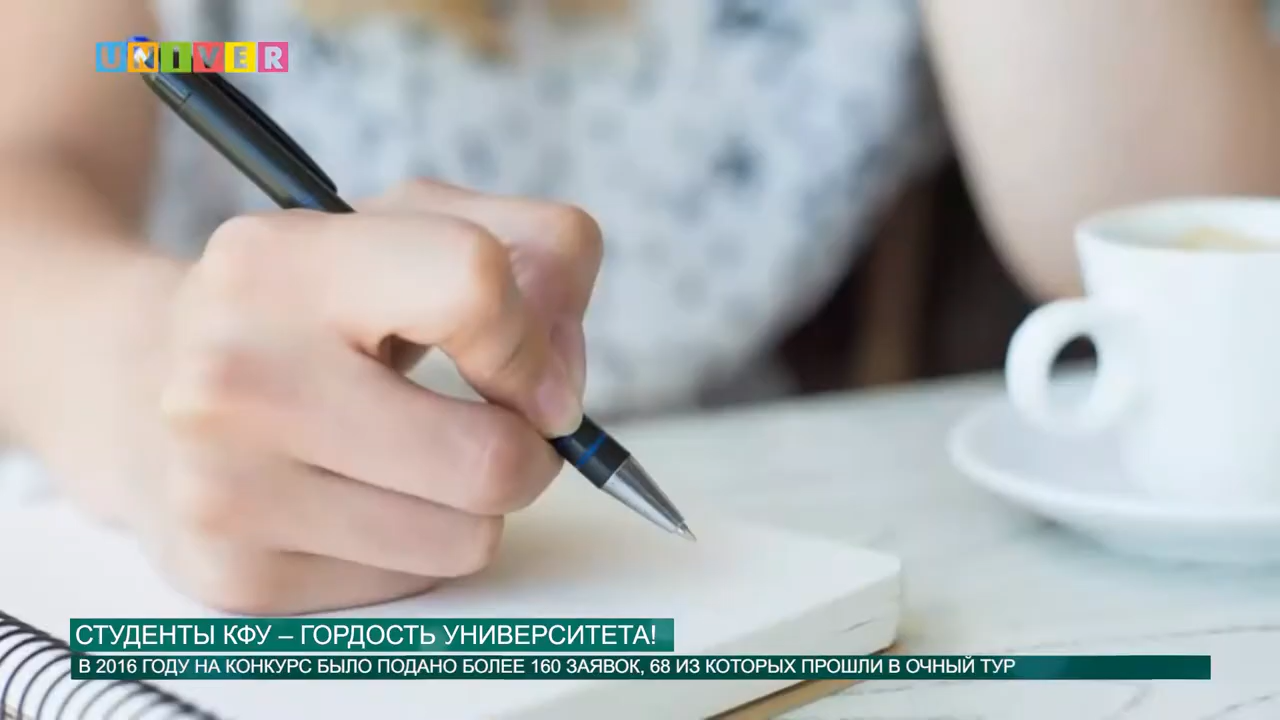 UNIVER
СТУДЕНТЫ КФУ – ГОРДОСТЬ УНИВЕРСИТЕТА!
В 2016 ГОДУ НА КОНКУРС БЫЛО ПОДАНО БОЛЕЕ 160 ЗАЯВОК, 68 ИЗ КОТОРЫХ ПРОШЛИ В ОЧНЫЙ ТУР